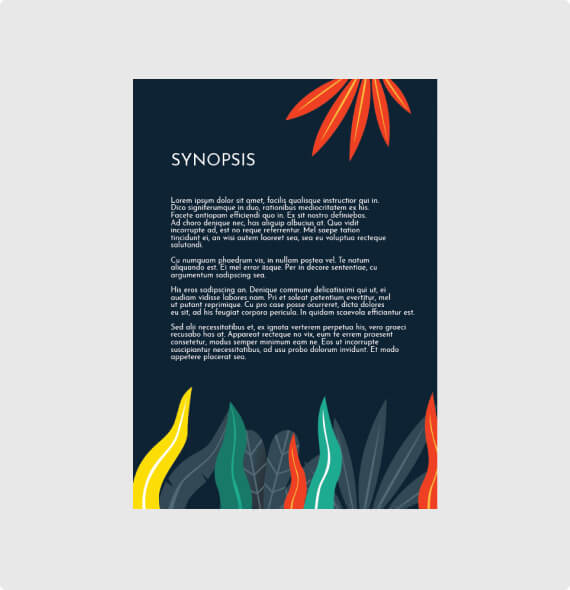 SYNOPSIS
Lorem ipsum dolor sit amet, facilis qualisque instructior gui in.
Dico signiferumque in duo, rationibus mediocritatem ex his.
Facete antiopam efficiendi quo in. Ex sit nostro definiebas.
Ad choro denique nec, has aliquip albucius at. Quo vidit
incorrupte ad, est no reque referrentur. Mel saepe tation
tincidunt ei, an wisi autem laoreet sea, sea eu voluptua recteque
salutandi.
Cu numquam phaedrum vis, in nullam postea vel. Te natum
aliquando est. Ei mel error iisque. Per in decore sententiae, cu
argumentum sadipscing sea.
His eros sadipscing an. Denique commune delicatissimi qui ut, ei
audiam vidisse labores nam. Pri et soleat petentium evertitur, mel
ut putant reprimique. Cu pro case posse ocurreret, dicta dolores
eu sit, ad his feugiat corpora pericula. In quidam scaevola efficiantur est.
Sed alii necessitatibus et, ex ignota verterem perpetua his, vero graeci
recusabo has at. Appareat recteque no vix, eum te errem praesent
consetetur, modus semper minimum eam ne. Eos ut incorrupte
suscipiantur necessitatibus, ad usu probo dolorum invidunt. Et modo
appetere placerat sea.